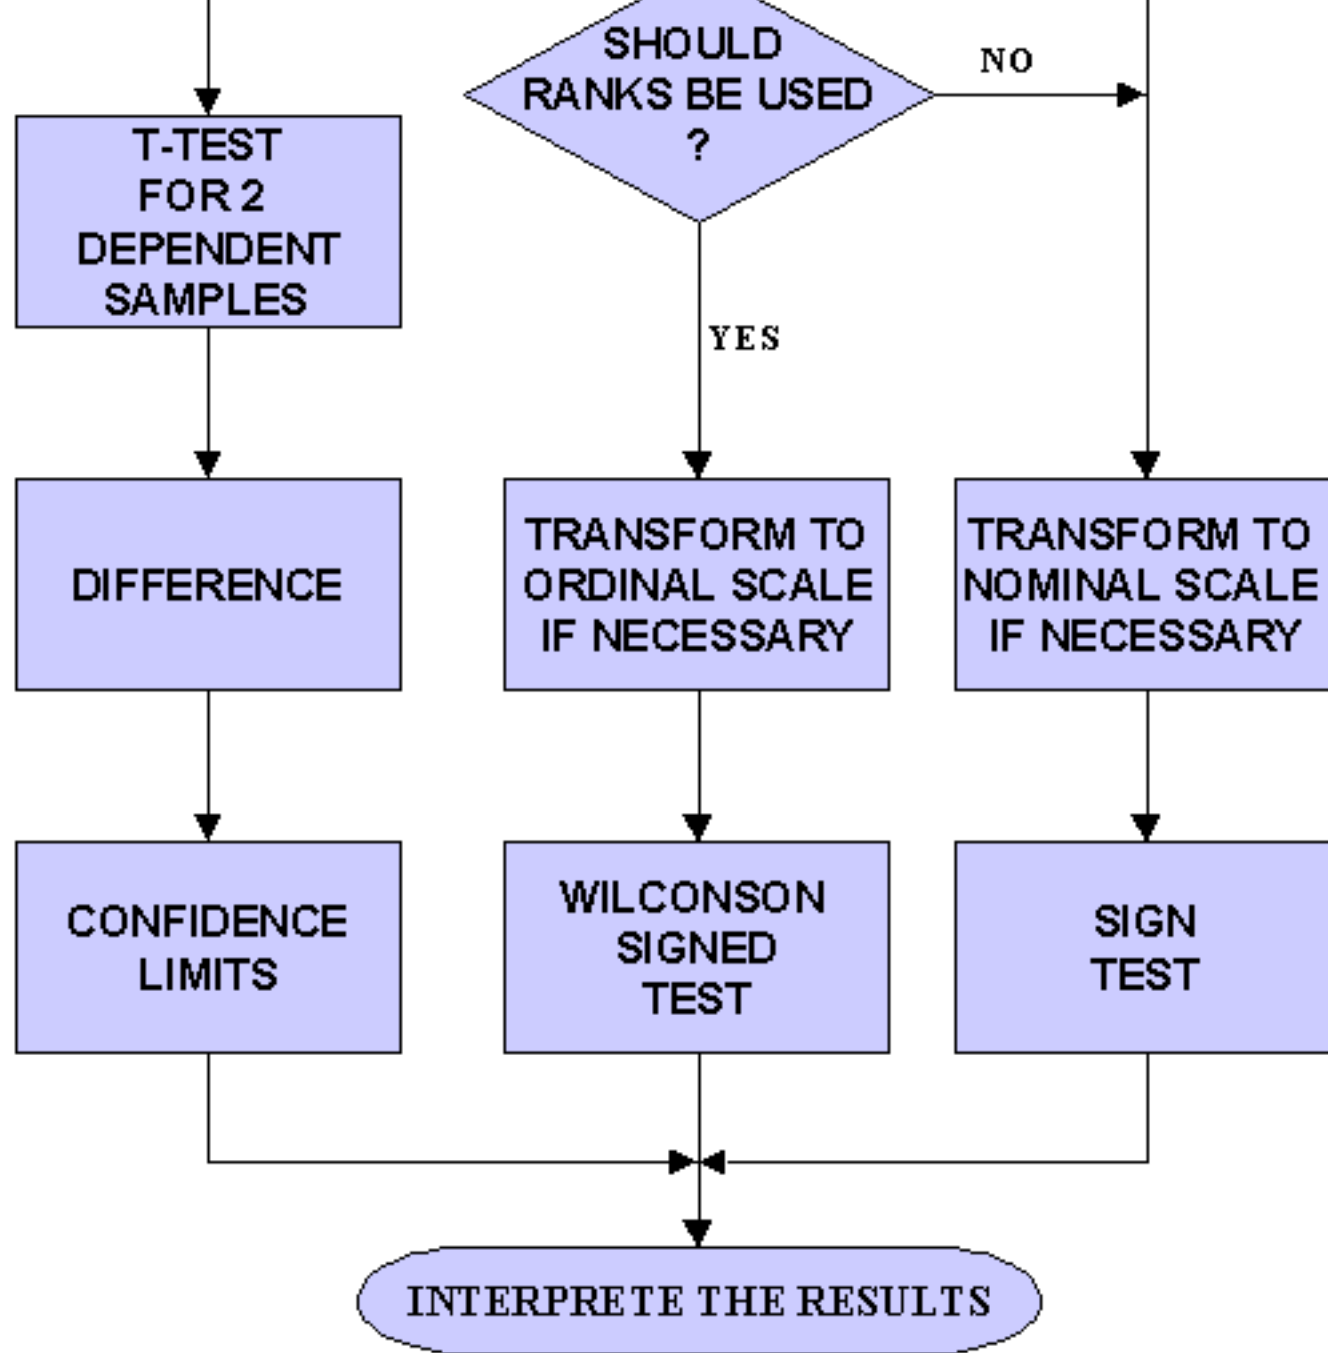 SHOULD
RANKS BE USED
?
NO
T-TEST
FOR 2
DEPENDENT
SAMPLES
YES
DIFFERENCE
TRANSFORM TO
ORDINAL SCALE
IF NECESSARY
TRANSFORM TO
NOMINAL SCALE
IF NECESSARY
CONFIDENCE
LIMITS
WILCONSON
SIGNED
TEST
SIGN
TEST
INTERPRETE THE RESULTS